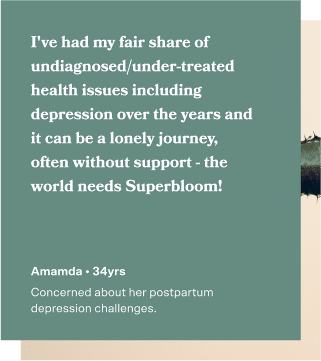 I've had my fair share of
undiagnosed/under-treated
health issues including
depression over the years and
it can be a lonely journey,
often without support - the
world needs Superbloom!
Amamda • 34yrs
Concerned about her postpartum
depression challenges.